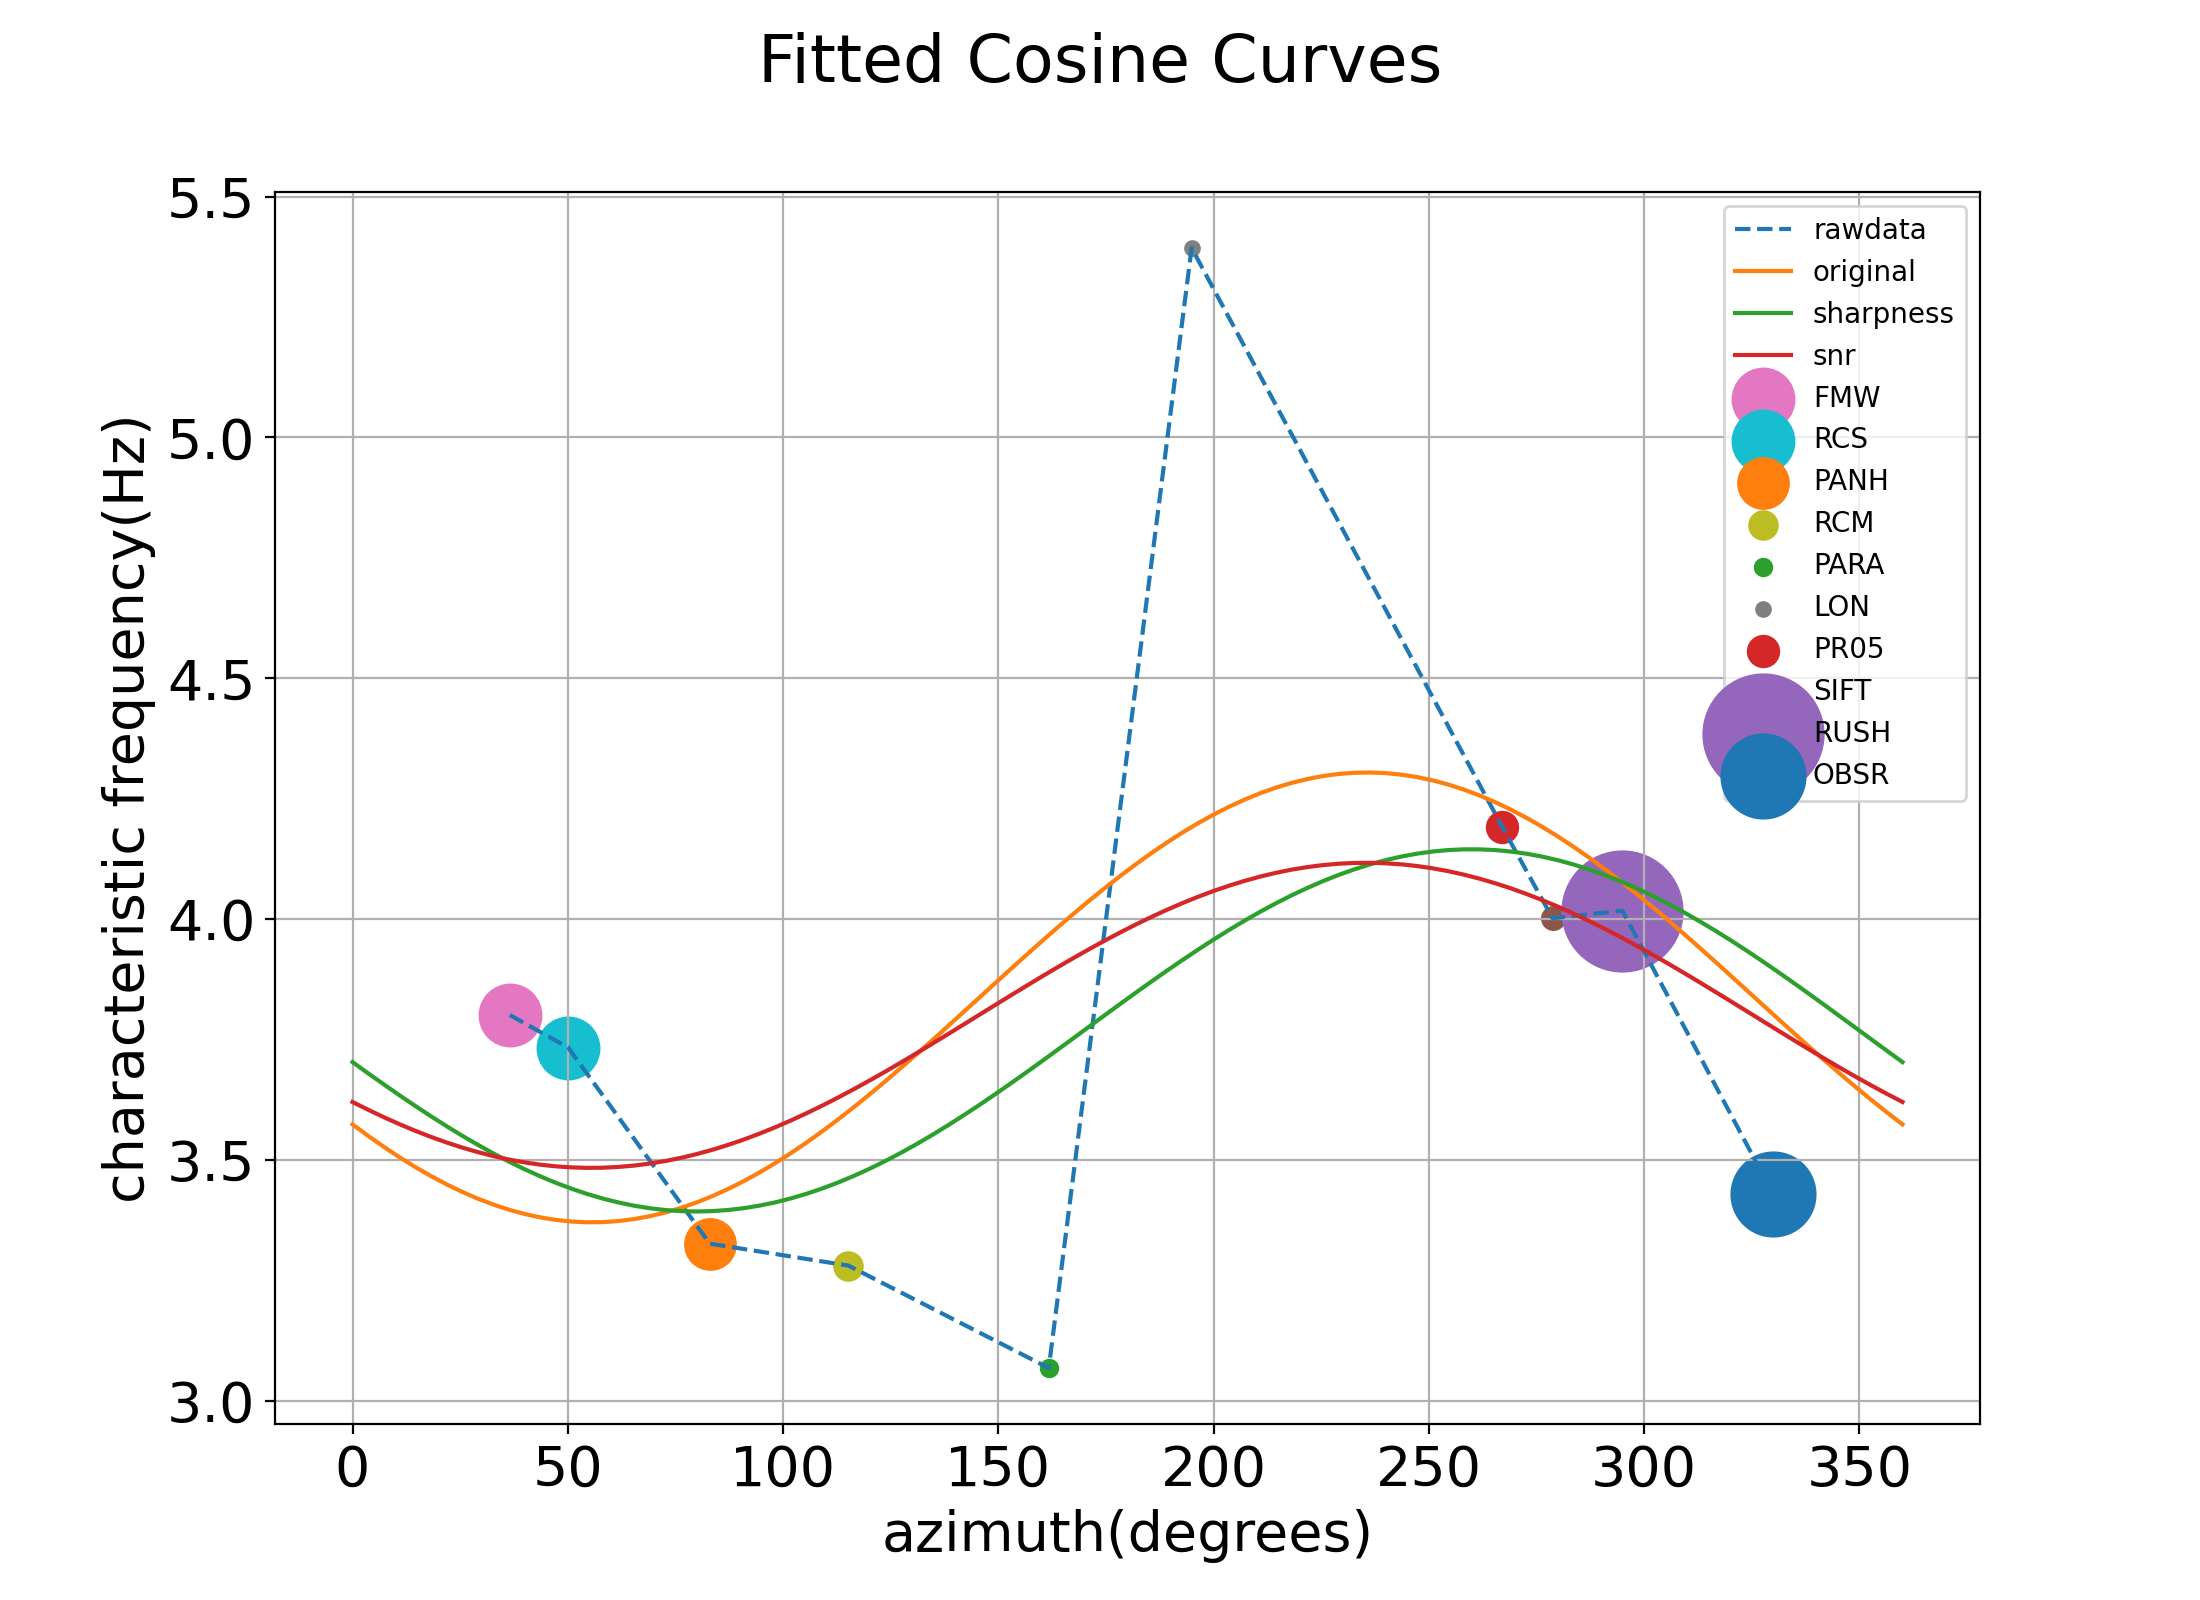 Fitted Cosine Curves
5.5
5.0
4.5
4.0
3.5
3.0
characteristic frequency(Hz)
rawdata
original
sharpness
snr
FMW
RCS
PANH
RCM
PARA
LON
PR05
SIFT
RUSH
OBSR
0 50 100 150 200 250 300 350
azimuth(degrees)